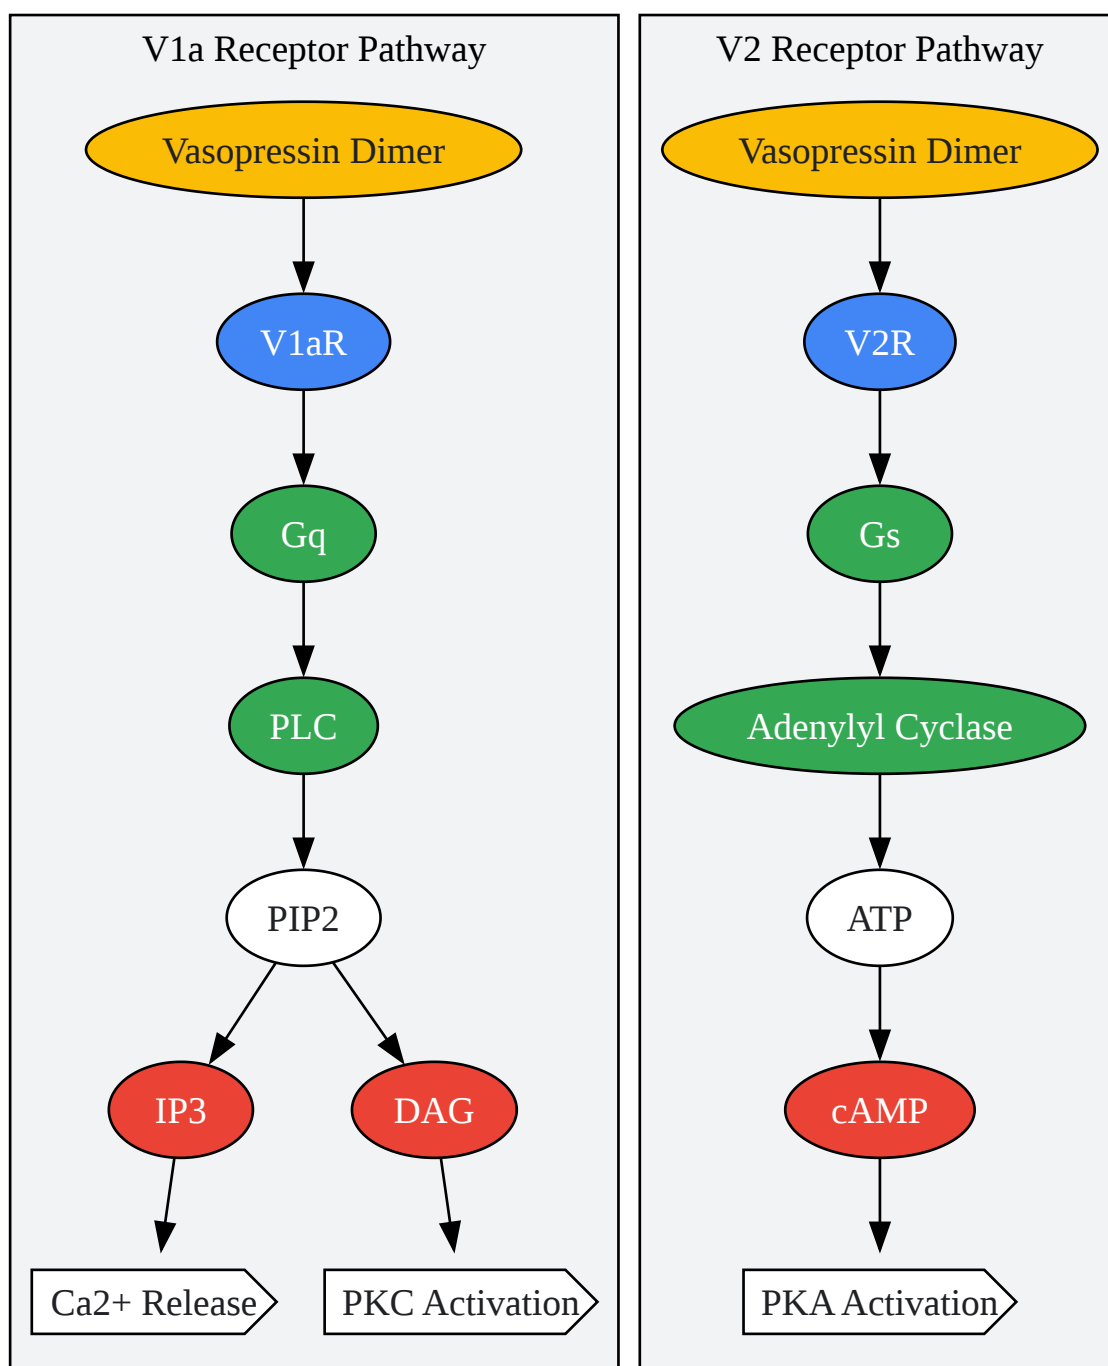 V1a Receptor Pathway
Vasopressin Dimer
V1aR
Gq
PLC
PIP2
IP3
DAG
Ca2+ Release
PKC Activation
V2 Receptor Pathway
Vasopressin Dimer
V2R
Gs
Adenylyl Cyclase
ATP
cAMP
PKA Activation